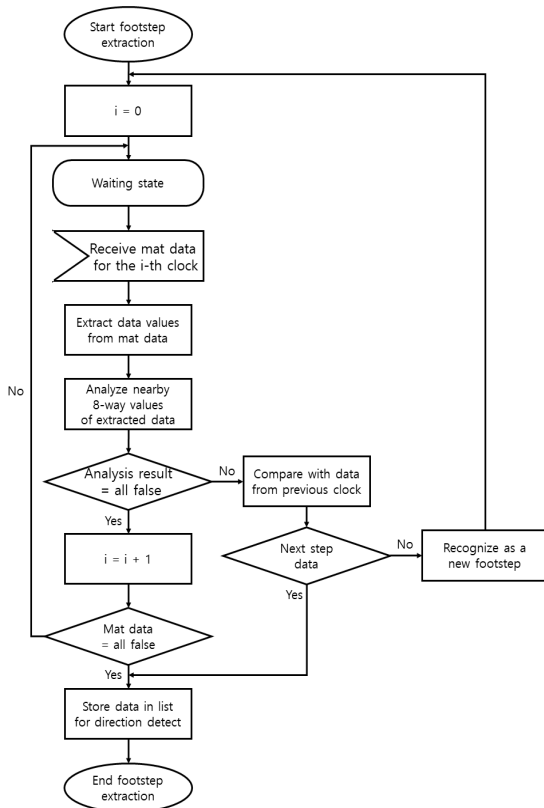 Start footstep
extraction
i = 0
Waiting state
Receive mat data
for the i-th clock
Extract data values
from mat data
No
Analyze nearby
8-way values
of extracted data
Analysis result
= all false
No
Compare with data
from previous clock
Yes
i = i + 1
Next step
data
No
Recognize as a
new footstep
Yes
Mat data
= all false
Yes
Store data in list
for direction detect
End footstep
extraction